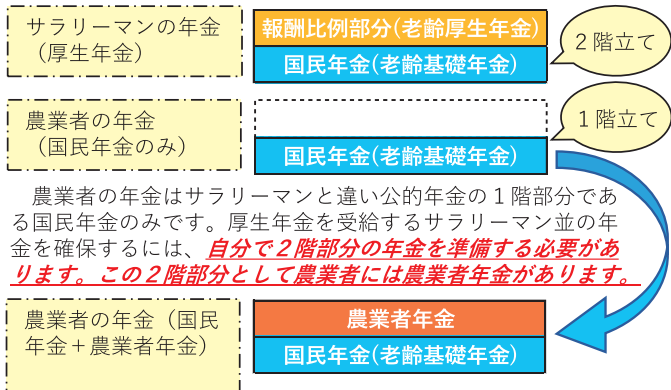 サラリーマンの年金
（厚生年金）
報酬比例部分(老齢厚生年金)
国民年金(老齢基礎年金)
２階立て
農業者の年金
（国民年金のみ）
国民年金(老齢基礎年金)
１階立て
農業者の年金はサラリーマンと違い公的年金の１階部分であ
る国民年金のみです。厚生年金を受給するサラリーマン並の年
金を確保するには、自分で２階部分の年金を準備する必要があ
ります。この２階部分として農業者には農業者年金があります。
農業者の年金（国民
年金＋農業者年金）
農業者年金
国民年金(老齢基礎年金)